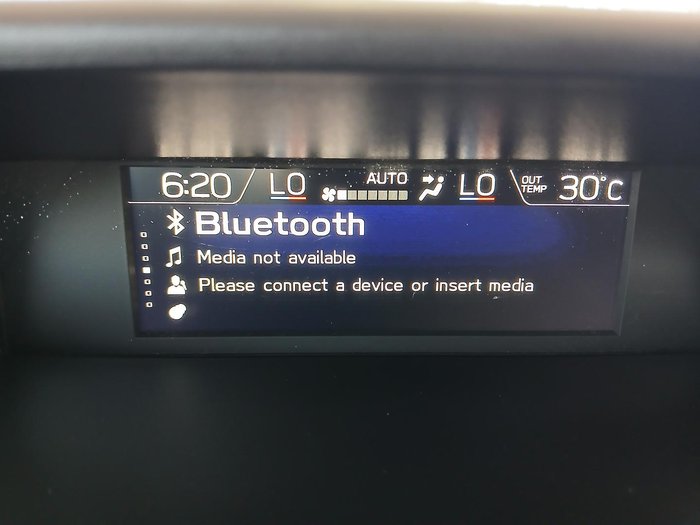 6:20 LO AUTO LO OUT TEMP 30°C
Bluetooth
Media not available
Please connect a device or insert media